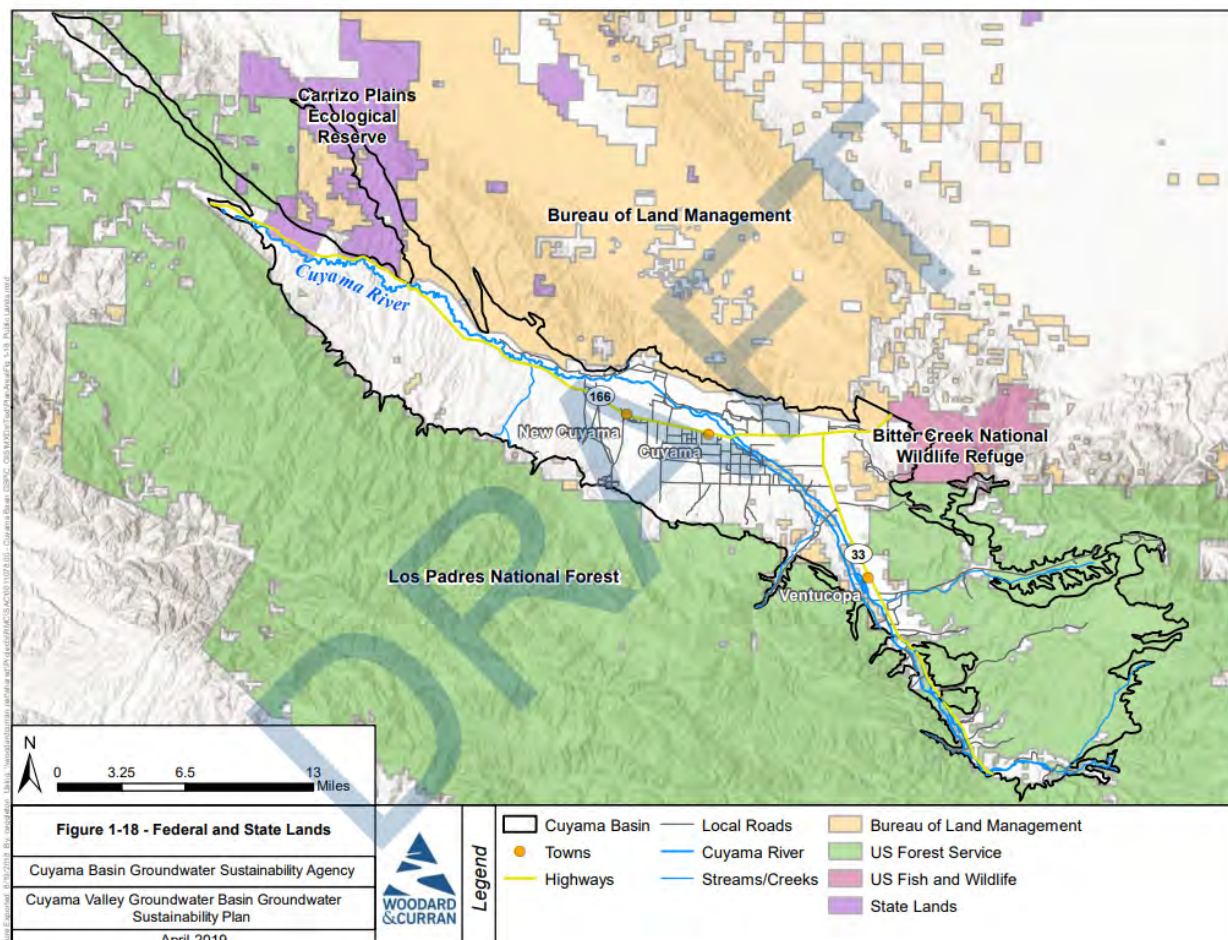 Carrizo Plains
Ecological
Reserve
Bureau of Land Management
Cuyama River
166
New Cuyama
Cuyama
Bitter Creek National
Wildlife Refuge
Los Padres National Forest
33
Ventucopa
DRAFT
N
0 3.25 6.5 13
Miles
Figure 1-18 - Federal and State Lands
Cuyama Basin Groundwater Sustainability Agency
Cuyama Valley Groundwater Basin Groundwater
Sustainability Plan
April 2019
WOODARD
&CURRAN
Legend
Cuyama Basin
Towns
Highways
Local Roads
Cuyama River
Streams/Creeks
Bureau of Land Management
US Forest Service
US Fish and Wildlife
State Lands